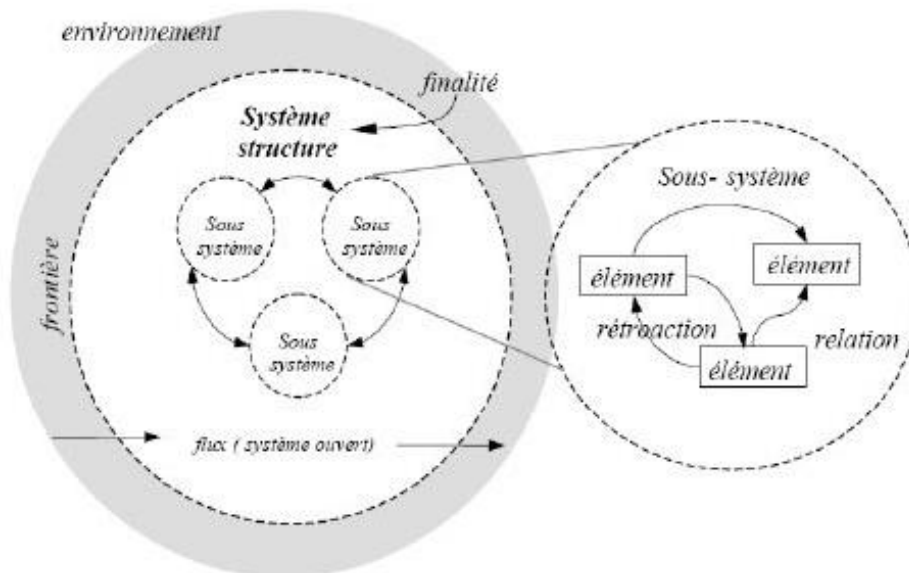 environnement
finalité
Système
structure
Sous
système
Sous
système
Sous
système
frontière
flux ( système ouvert)
Sous- système
élément
élément
rétroaction
relation
élément